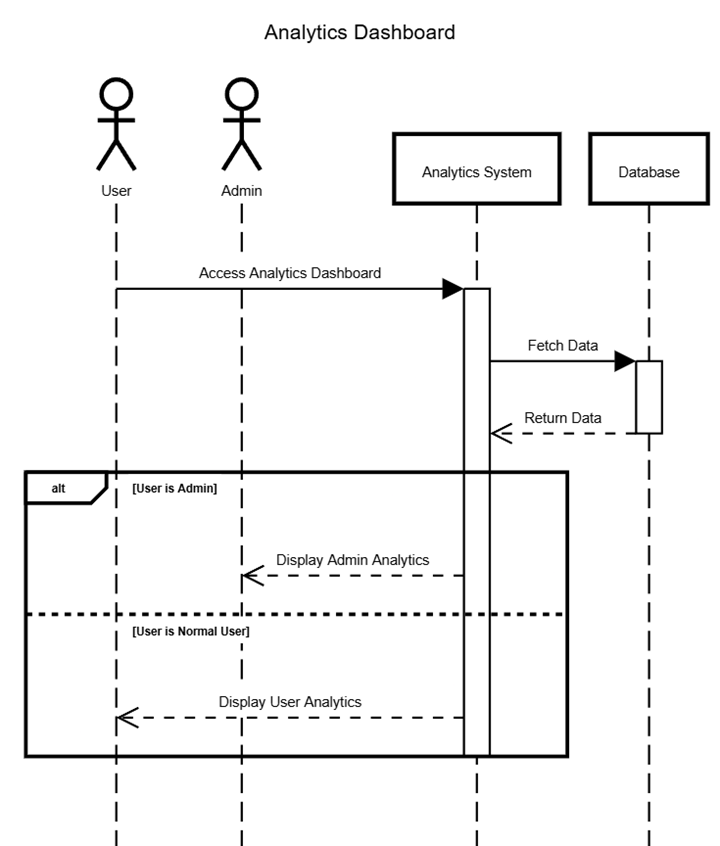 Analytics Dashboard
User
Admin
Analytics System
Database
Access Analytics Dashboard
Fetch Data
Return Data
alt
[User is Admin]
Display Admin Analytics
[User is Normal User]
Display User Analytics